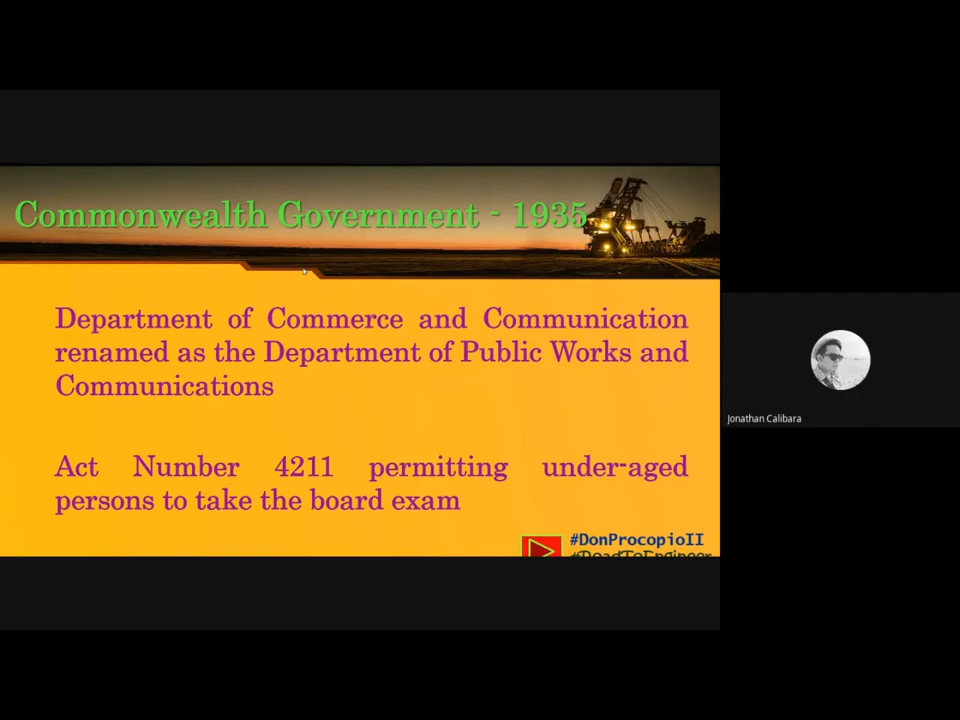 Commonwealth Government - 1935
Department of Commerce and Communication
renamed as the Department of Public Works and
Communications
Act Number 4211 permitting under-aged
persons to take the board exam
#DonProcopioII
#RoadToEngineer
Jonathan Calibara